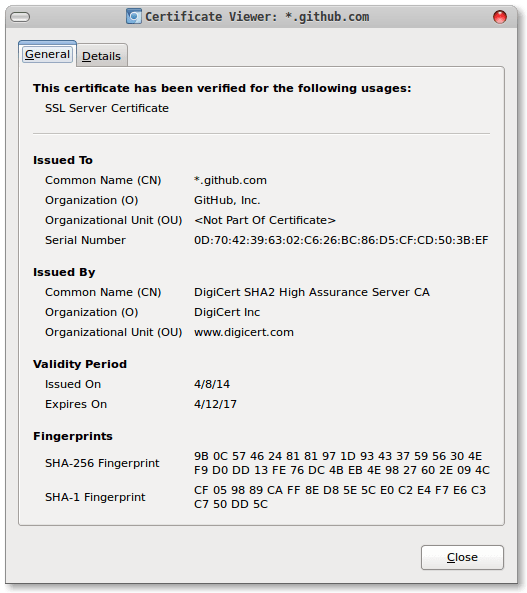 Certificate Viewer: *.github.com
General Details
This certificate has been verified for the following usages:
SSL Server Certificate
Issued To
Common Name (CN) *.github.com
Organization (O) GitHub, Inc.
Organizational Unit (OU) <Not Part Of Certificate>
Serial Number 0D:70:42:39:63:02:C6:26:BC:86:D5:CF:CD:50:3B:EF
Issued By
Common Name (CN) DigiCert SHA2 High Assurance Server CA
Organization (O) DigiCert Inc
Organizational Unit (OU) www.digicert.com
Validity Period
Issued On 4/8/14
Expires On 4/12/17
Fingerprints
SHA-256 Fingerprint 9B 0C 57 46 24 81 81 97 1D 93 43 37 59 56 30 4E
F9 D0 DD 13 FE 76 DC 4B EB 4E 98 27 60 2E 09 4C
SHA-1 Fingerprint CF 05 98 89 CA FF 8E D8 5E 5C E0 C2 E4 F7 E6 C3
C7 50 DD 5C
Close